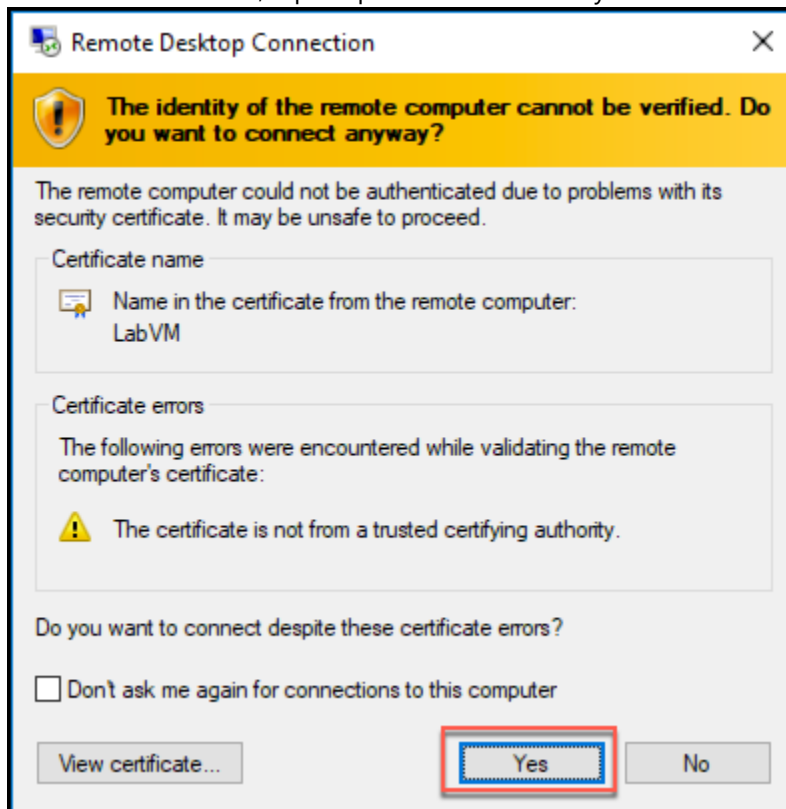 Remote Desktop Connection
The identity of the remote computer cannot be verified. Do
you want to connect anyway?
The remote computer could not be authenticated due to problems with its
security certificate. It may be unsafe to proceed.
Certificate name
Name in the certificate from the remote computer:
LabVM
Certificate errors
The following errors were encountered while validating the remote
computer's certificate:
The certificate is not from a trusted certifying authority.
Do you want to connect despite these certificate errors?
Don't ask me again for connections to this computer
View certificate... Yes No